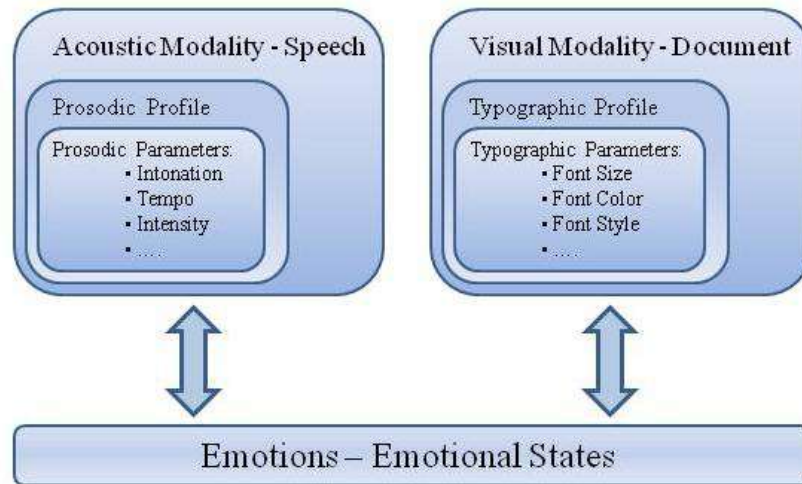 Acoustic Modality - Speech
Prosodic Profile
Prosodic Parameters:
▪ Intonation
▪ Tempo
▪ Intensity
▪ ....
Visual Modality - Document
Typographic Profile
Typographic Parameters:
▪ Font Size
▪ Font Color
▪ Font Style
▪ ....
Emotions – Emotional States